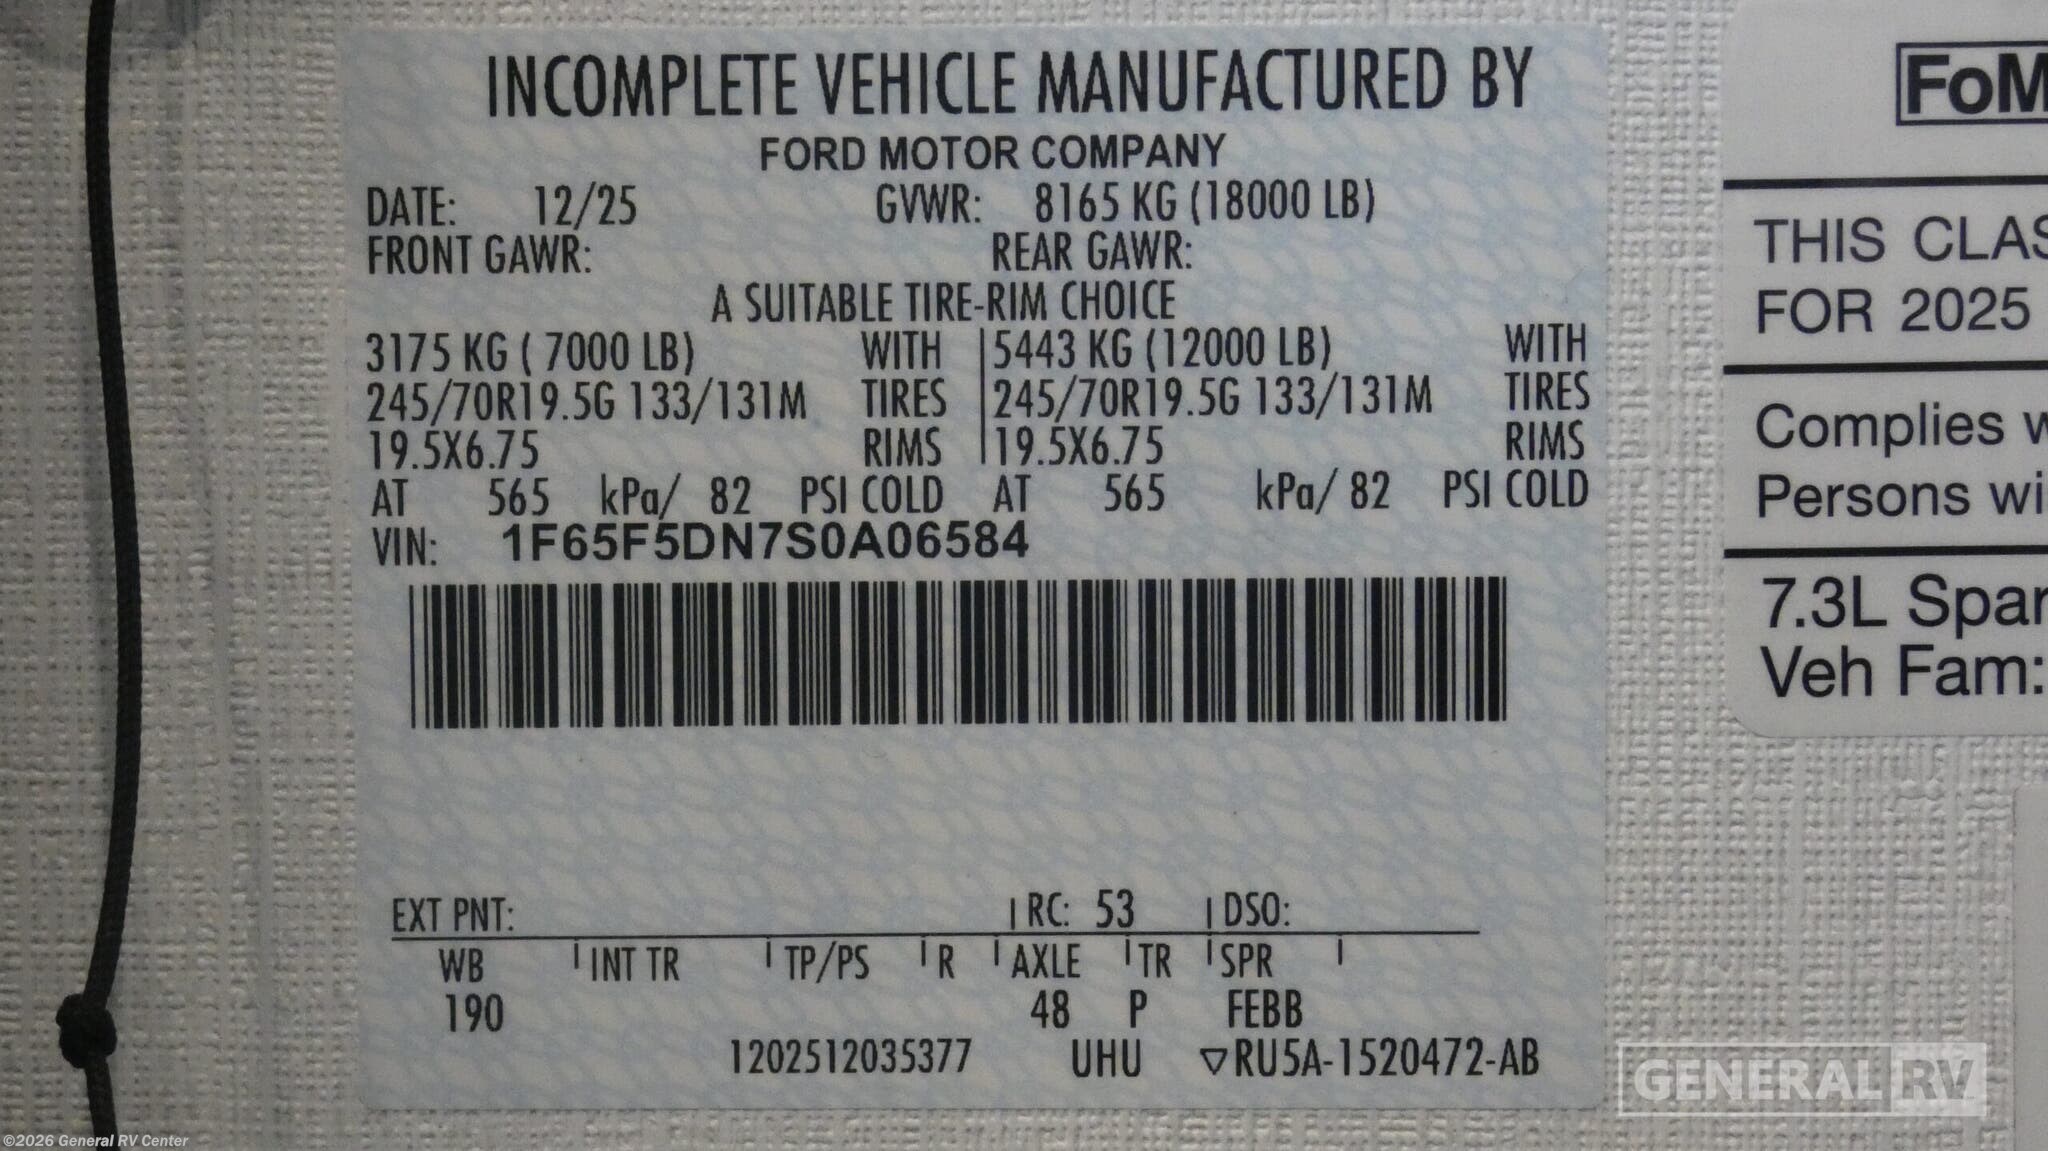 INCOMPLETE VEHICLE MANUFACTURED BY
FORD MOTOR COMPANY
DATE: 12/25 GVWR: 8165 KG (18000 LB)
FRONT GAWR: REAR GAWR:
A SUITABLE TIRE-RIM CHOICE
3175 KG ( 7000 LB) WITH 5443 KG (12000 LB) WITH
245/70R19.5G 133/131M TIRES 245/70R19.5G 133/131M TIRES
19.5X6.75 RIMS 19.5X6.75 RIMS
AT 565 kPa/ 82 PSI COLD AT 565 kPa/ 82 PSI COLD
VIN: 1F65F5DN7S0A06584
EXT PNT: RC: 53 DSO:
WB INT TR TP/PS R AXLE TR SPR
190 48 P FEBB
1202512035377 UHU ▽RU5A-1520472-AB
FoM
THIS CLAS
FOR 2025
Complies w
Persons wi
7.3L Spar
Veh Fam:
GENERAL RV
©2026 General RV Center